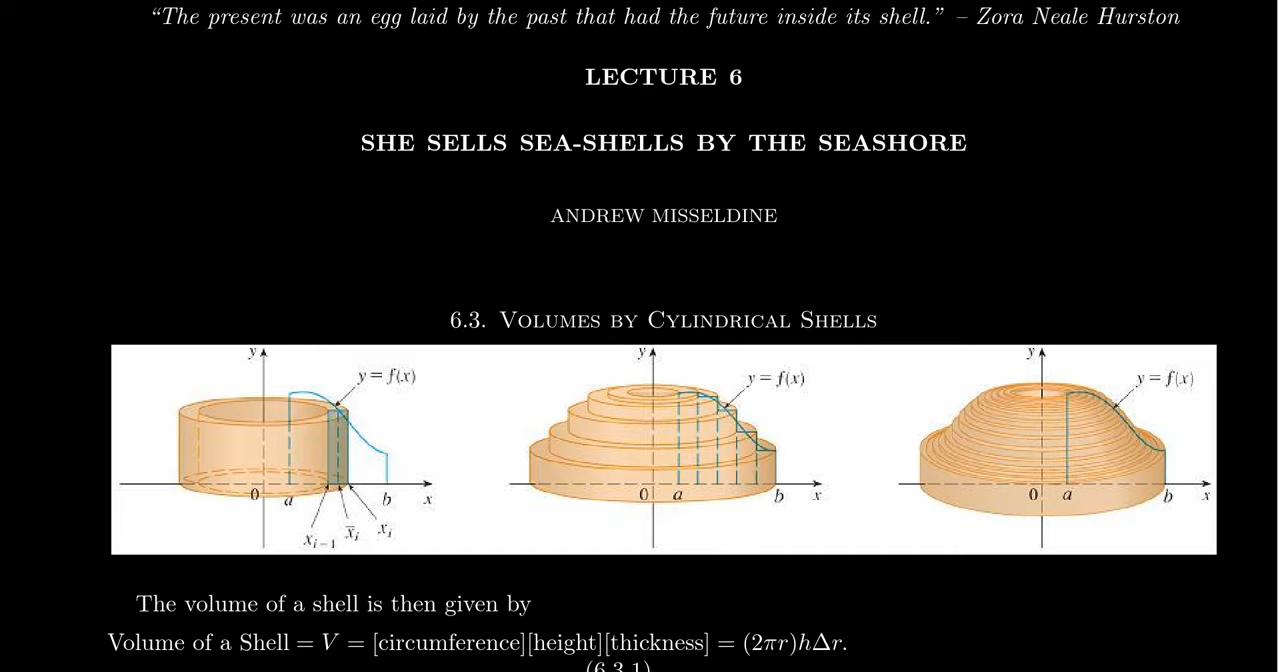 “The present was an egg laid by the past that had the future inside its shell.” – Zora Neale Hurston
LECTURE 6
SHE SELLS SEA-SHELLS BY THE SEASHORE
ANDREW MISSELDINE
6.3. Volumes by Cylindrical Shells
y y = f(x) 0 a b x x_{i-1} x̄_i x_i
y y = f(x) 0 a b x
y y = f(x) 0 a b x
The volume of a shell is then given by
Volume of a Shell = V = [circumference][height][thickness] = (2πr)hΔr.
(6.3.1)